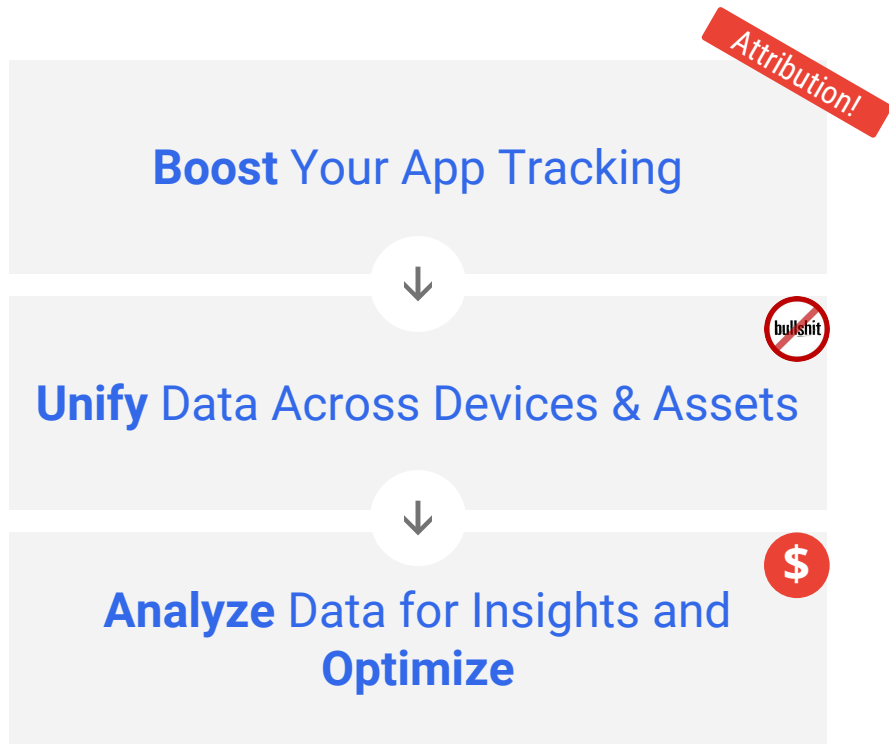 Attribution!
Boost Your App Tracking
bullshit
Unify Data Across Devices & Assets
$
Analyze Data for Insights and
Optimize